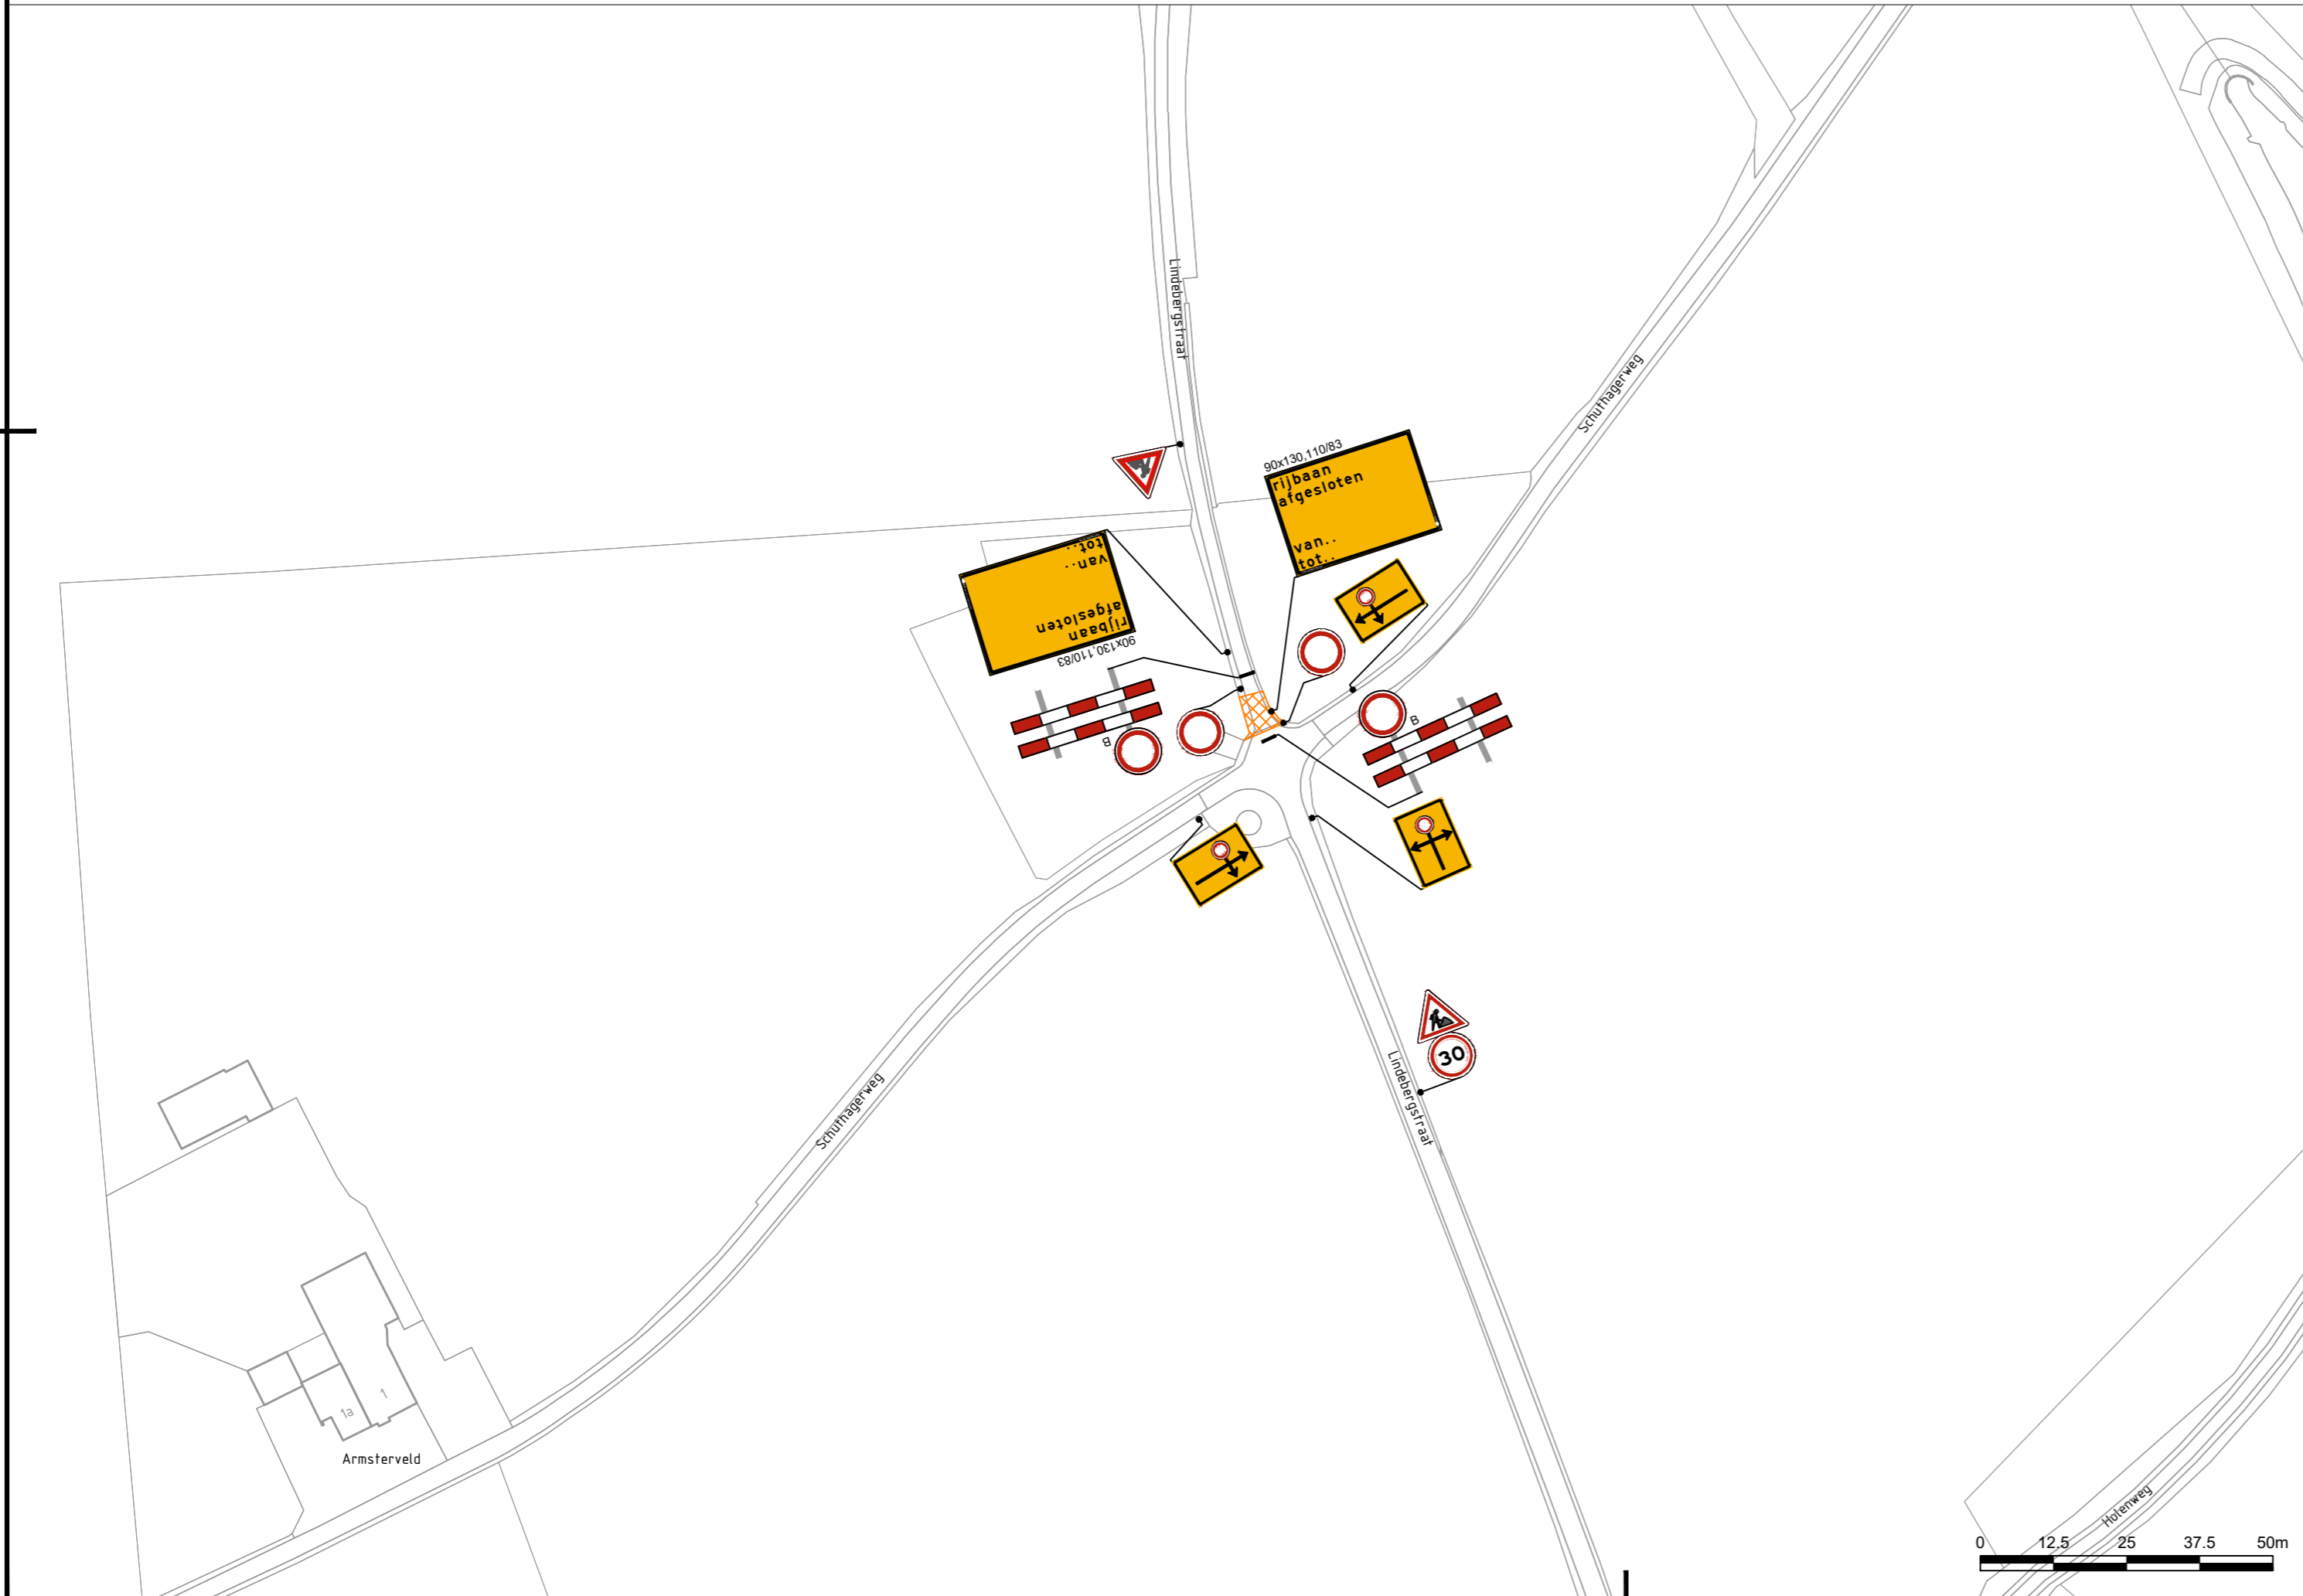 Lindebergstraat
Schuthagerweg
90x130,110/83
rijbaan
afgesloten
van..
tot..
rijbaan
afgesloten
van..
tot..
90x130,110/83
B
B
30
Lindebergstraat
Schuthagerweg
1
1a
Armsterveld
Holenweg
0 12.5 25 37.5 50m